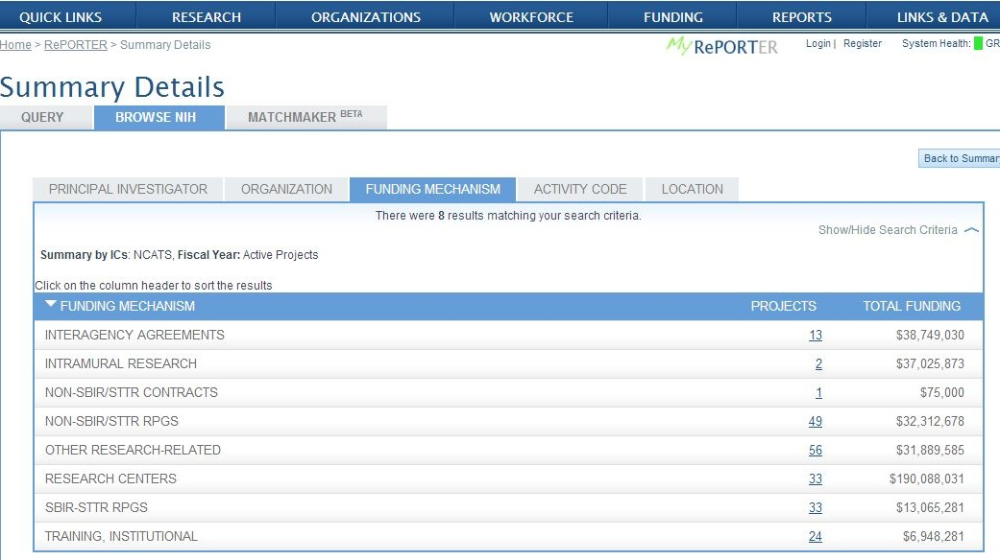 QUICK LINKS RESEARCH ORGANIZATIONS WORKFORCE FUNDING REPORTS LINKS & DATA
Home > RePORTER > Summary Details My RePORTER Login | Register System Health: GR
Summary Details
QUERY BROWSE NIH MATCHMAKER BETA
Back to Summar
PRINCIPAL INVESTIGATOR ORGANIZATION FUNDING MECHANISM ACTIVITY CODE LOCATION
There were 8 results matching your search criteria.
Show/Hide Search Criteria
Summary by ICs: NCATS, Fiscal Year: Active Projects
Click on the column header to sort the results
FUNDING MECHANISM PROJECTS TOTAL FUNDING
INTERAGENCY AGREEMENTS 13 $38,749,030
INTRAMURAL RESEARCH 2 $37,025,873
NON-SBIR/STTR CONTRACTS 1 $75,000
NON-SBIR/STTR RPGS 49 $32,312,678
OTHER RESEARCH-RELATED 56 $31,889,585
RESEARCH CENTERS 33 $190,088,031
SBIR-STTR RPGS 33 $13,065,281
TRAINING, INSTITUTIONAL 24 $6,948,281